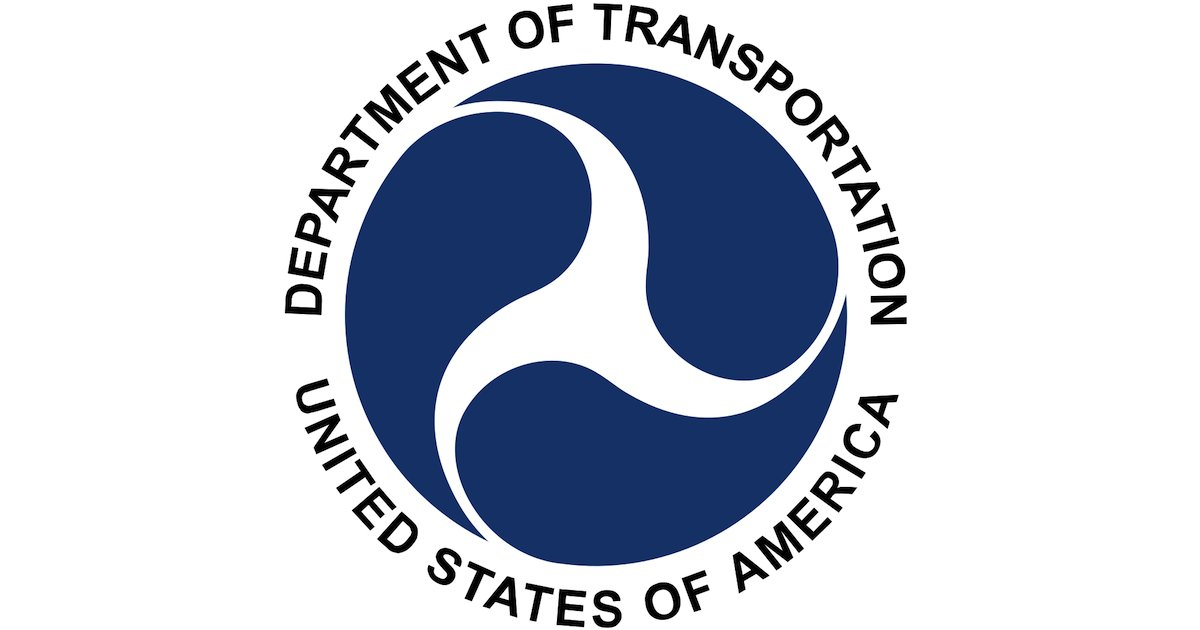 DEPARTMENT OF TRANSPORTATION
UNITED STATES OF AMERICA